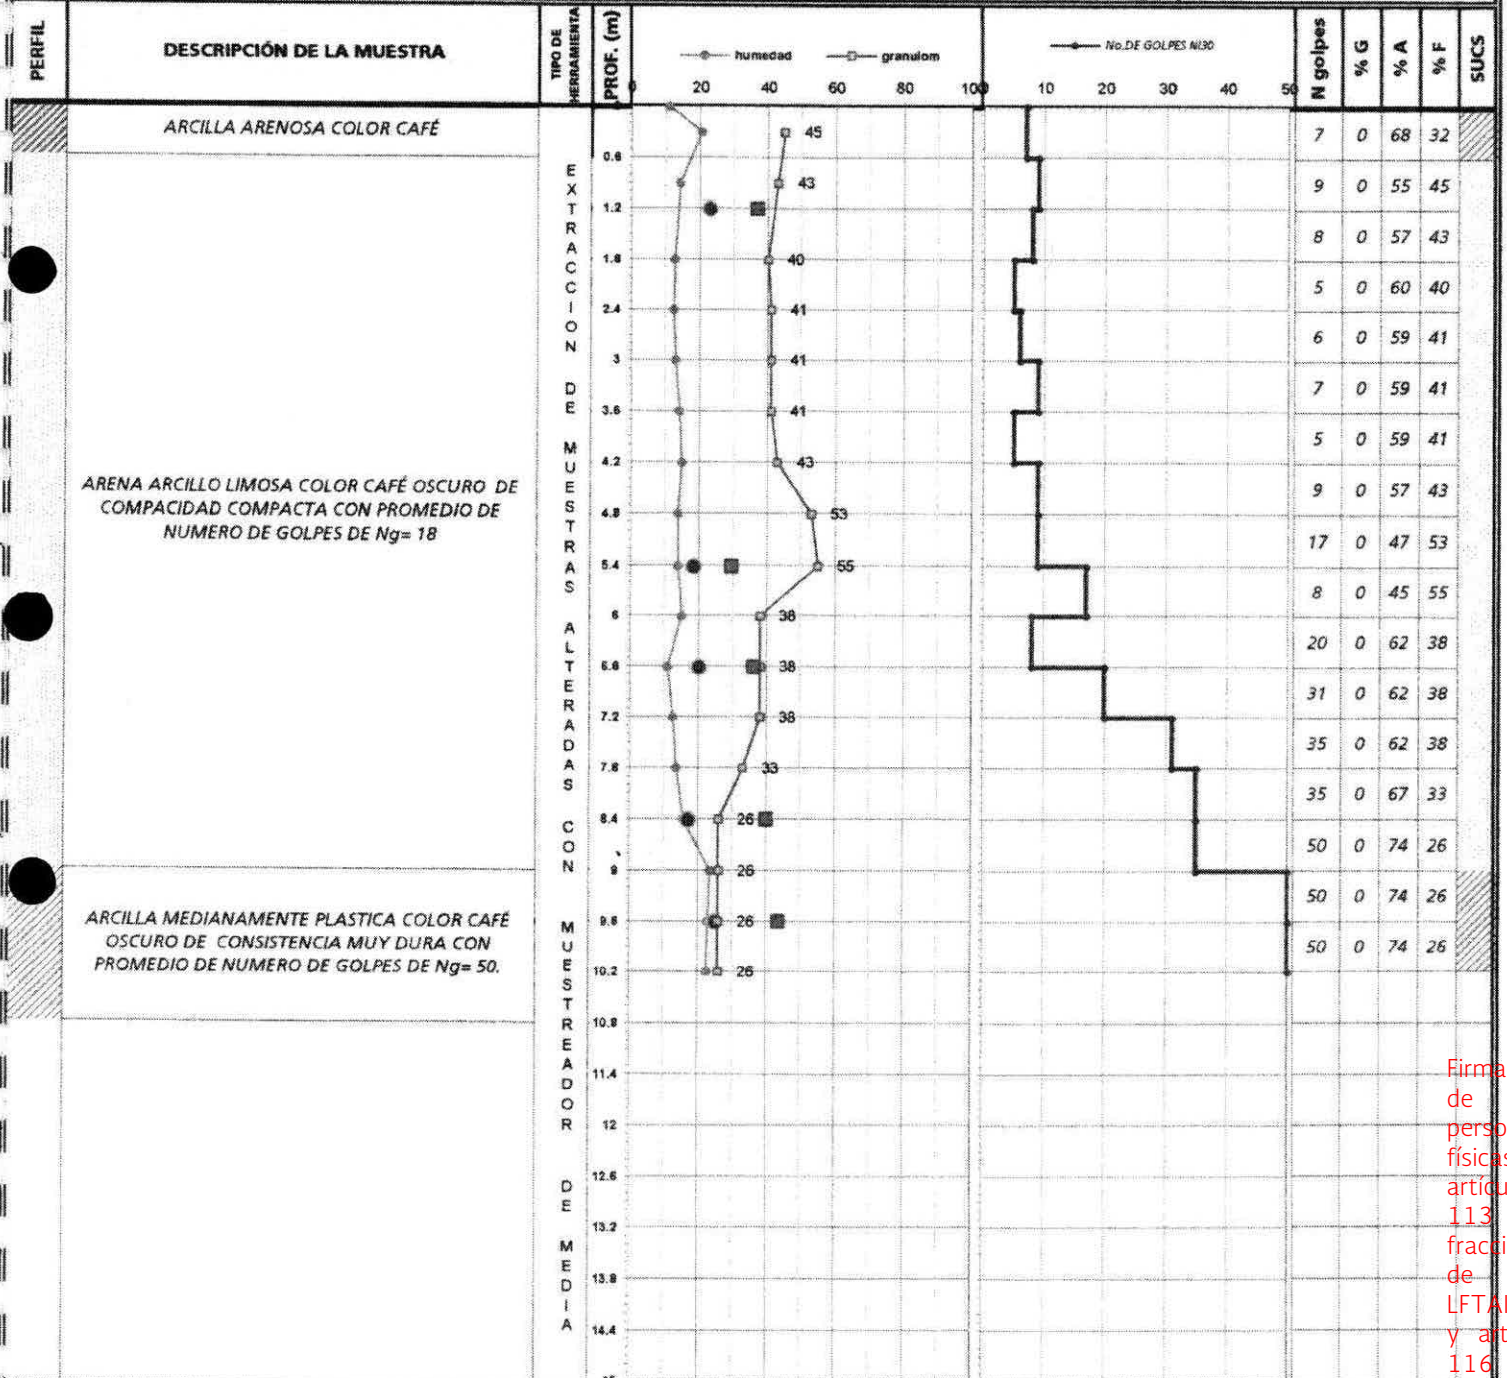 PERFIL
DESCRIPCIÓN DE LA MUESTRA
TIPO DE HERRAMIENTA
PROF. (m)
humedad granulom
0 20 40 60 80 100
No.DE GOLPES NI30
10 20 30 40 50
N golpes
% G
% A
% F
SUCS
ARCILLA ARENOSA COLOR CAFÉ
ARENA ARCILLO LIMOSA COLOR CAFÉ OSCURO DE
COMPACIDAD COMPACTA CON PROMEDIO DE
NUMERO DE GOLPES DE Ng= 18
ARCILLA MEDIANAMENTE PLASTICA COLOR CAFÉ
OSCURO DE CONSISTENCIA MUY DURA CON
PROMEDIO DE NUMERO DE GOLPES DE Ng= 50.
EXTRACCION DE MUESTRAS ALTERADAS CON MUESTREADOR DE MEDIA
0.6
1.2
1.8
2.4
3
3.6
4.2
4.8
5.4
6
6.6
7.2
7.8
8.4
9
9.6
10.2
10.8
11.4
12
12.6
13.2
13.8
14.4
45
43
40
41
41
41
43
53
55
38
38
38
33
26
26
26
26
7 0 68 32
9 0 55 45
8 0 57 43
5 0 60 40
6 0 59 41
7 0 59 41
5 0 59 41
9 0 57 43
17 0 47 53
8 0 45 55
20 0 62 38
31 0 62 38
35 0 62 38
35 0 67 33
50 0 74 26
50 0 74 26
50 0 74 26
Firma
de
perso
físicas
artícu
113
fracci
de
LFTAI
y art
116